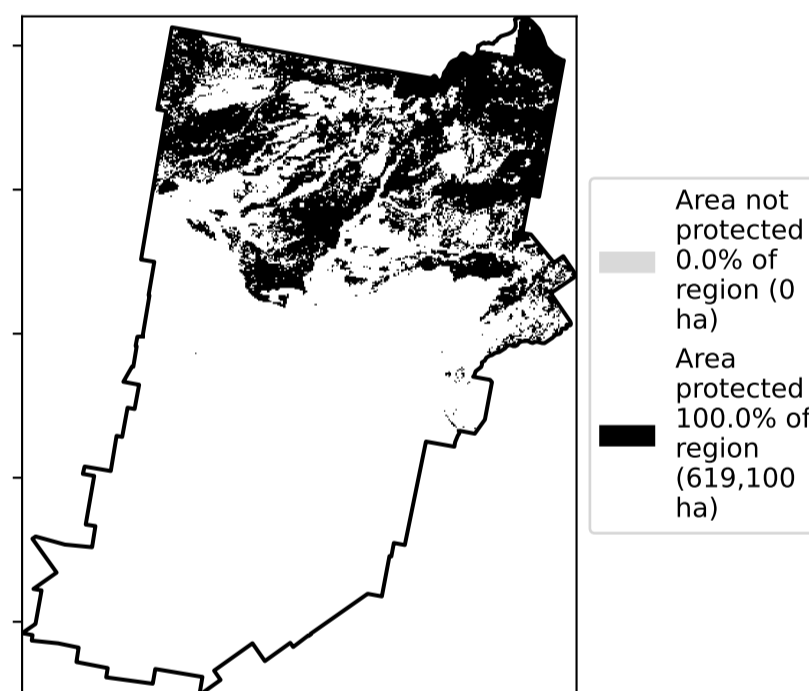 Area not
protected
0.0% of
region (0
ha)
Area
protected
100.0% of
region
(619,100
ha)